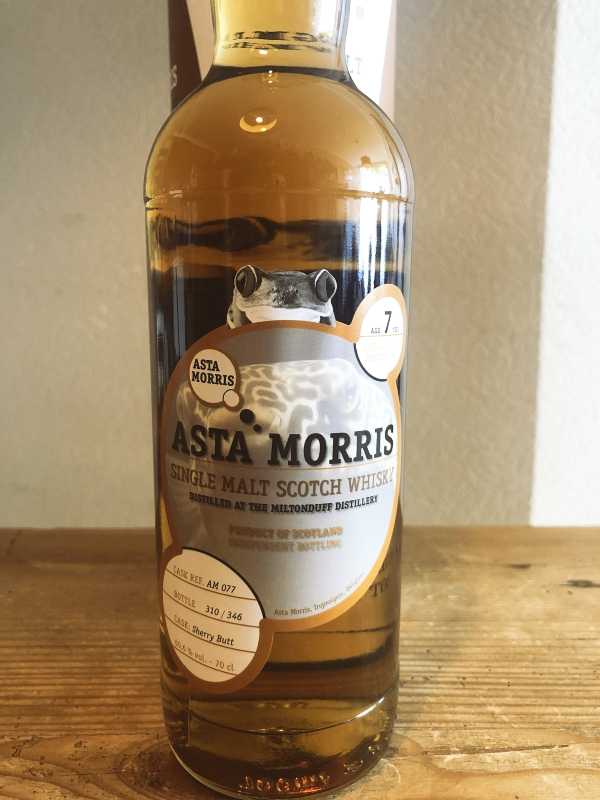 AGE 7 YRS
ASTA
MORRIS
ASTA MORRIS
SINGLE MALT SCOTCH WHISKY
DISTILLED AT THE MILTONDUFF DISTILLERY
PRODUCT OF SCOTLAND
INDEPENDENT BOTTLING
CASK REF. AM 077
BOTTLE 310 / 346
CASK: Sherry Butt
60,6 % vol. - 70 cl
Asta Morris, Ingooigem, Belgium